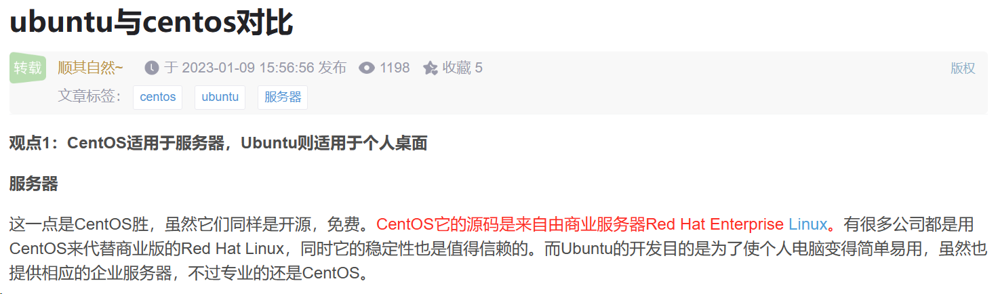 ubuntu与centos对比
转载 顺其自然~ 于 2023-01-09 15:56:56 发布 1198 收藏 5 版权
文章标签： centos ubuntu 服务器
观点1：CentOS适用于服务器，Ubuntu则适用于个人桌面
服务器
这一点是CentOS胜，虽然它们同样是开源，免费。CentOS它的源码是来自由商业服务器Red Hat Enterprise Linux。有很多公司都是用
CentOS来代替商业版的Red Hat Linux，同时它的稳定性也是值得信赖的。而Ubuntu的开发目的是为了使个人电脑变得简单易用，虽然也
提供相应的企业服务器，不过专业的还是CentOS。